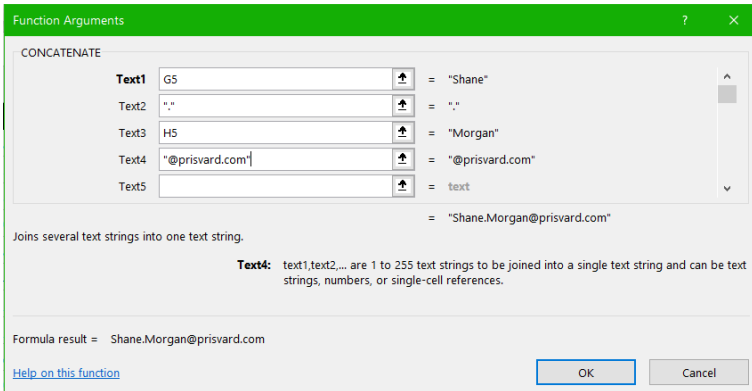 Function Arguments ? ×
CONCATENATE
Text1 G5 = "Shane"
Text2 "." = "."
Text3 H5 = "Morgan"
Text4 "@prisvard.com" = "@prisvard.com"
Text5 = text
= "Shane.Morgan@prisvard.com"
Joins several text strings into one text string.
Text4: text1,text2,... are 1 to 255 text strings to be joined into a single text string and can be text
strings, numbers, or single-cell references.
Formula result = Shane.Morgan@prisvard.com
Help on this function OK Cancel